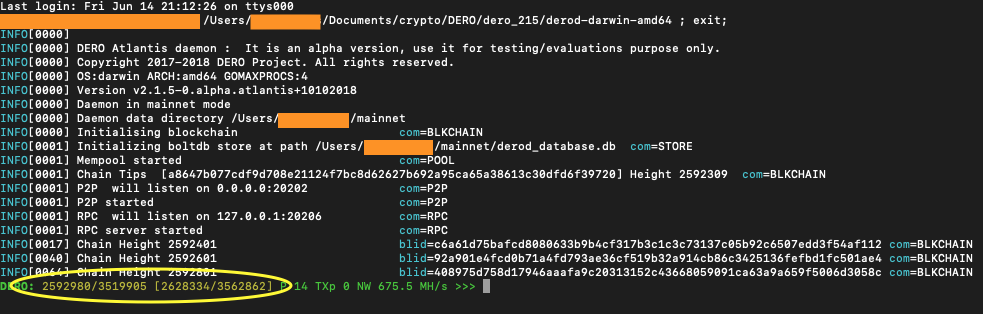 Last login: Fri Jun 14 21:12:26 on ttys000
/Users/ /Documents/crypto/DERO/dero_215/derod-darwin-amd64 ; exit;
INFO[0000]
INFO[0000] DERO Atlantis daemon :  It is an alpha version, use it for testing/evaluations purpose only.
INFO[0000] Copyright 2017-2018 DERO Project. All rights reserved.
INFO[0000] OS:darwin ARCH:amd64 GOMAXPROCS:4
INFO[0000] Version v2.1.5-0.alpha.atlantis+10102018
INFO[0000] Daemon in mainnet mode
INFO[0000] Daemon data directory /Users/ /mainnet
INFO[0000] Initialising blockchain com=BLKCHAIN
INFO[0001] Initializing boltdb store at path /Users/ /mainnet/derod_database.db com=STORE
INFO[0001] Mempool started com=POOL
INFO[0001] Chain Tips  [a8647b077cdf9d708e21124f7bc8d62627b692a95ca65a38613c30dfd6f39720] Height 2592309 com=BLKCHAIN
INFO[0001] P2P  will listen on 0.0.0.0:20202 com=P2P
INFO[0001] P2P started com=P2P
INFO[0001] RPC  will listen on 127.0.0.1:20206 com=RPC
INFO[0001] RPC server started com=RPC
INFO[0017] Chain Height 2592401 blid=c6a61d75bafcd8080633b9b4cf317b3c1c3c73137c05b92c6507edd3f54af112 com=BLKCHAIN
INFO[0040] Chain Height 2592601 blid=92a901e4fcd0b71a4fd793ae36cf519b32a914cb86c3425136fefbd1fc501ae4 com=BLKCHAIN
INFO[0064] Chain Height 2592801 blid=408975d758d17946aaafa9c20313152c43668059091ca63a9a659f5006d3058c com=BLKCHAIN
DERO: 2592980/3519905 [2628334/3562862] P 14 TXp 0 NW 675.5 MH/s >>>